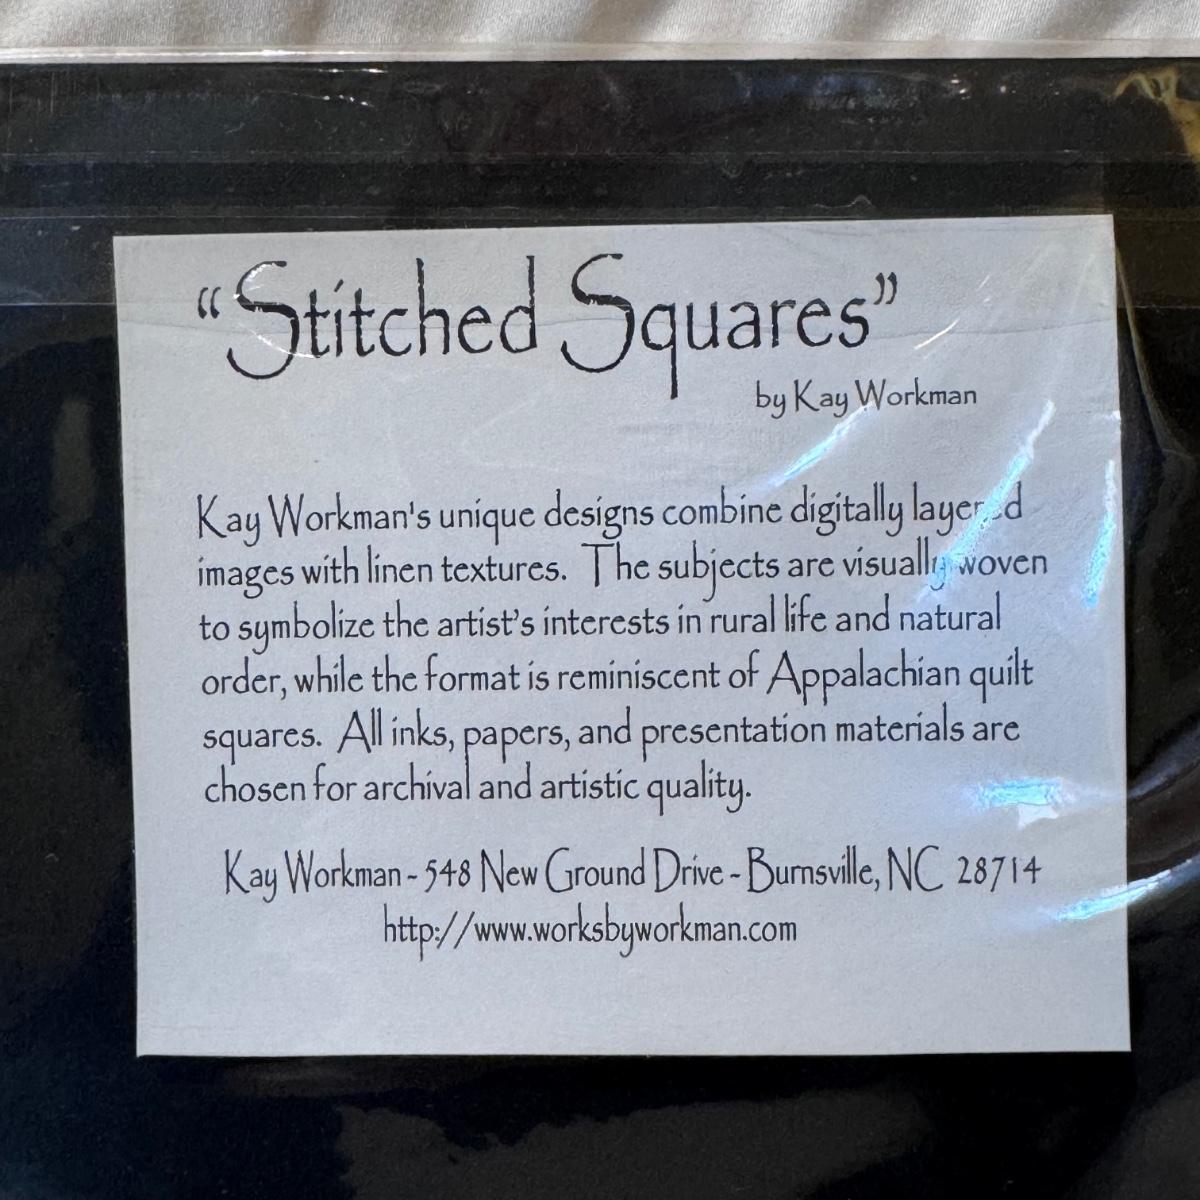 “Stitched Squares”
by Kay Workman
Kay Workman's unique designs combine digitally layered
images with linen textures. The subjects are visually woven
to symbolize the artist’s interests in rural life and natural
order, while the format is reminiscent of Appalachian quilt
squares. All inks, papers, and presentation materials are
chosen for archival and artistic quality.
Kay Workman ~ 548 New Ground Drive ~ Burnsville, NC 28714
http://www.worksbyworkman.com